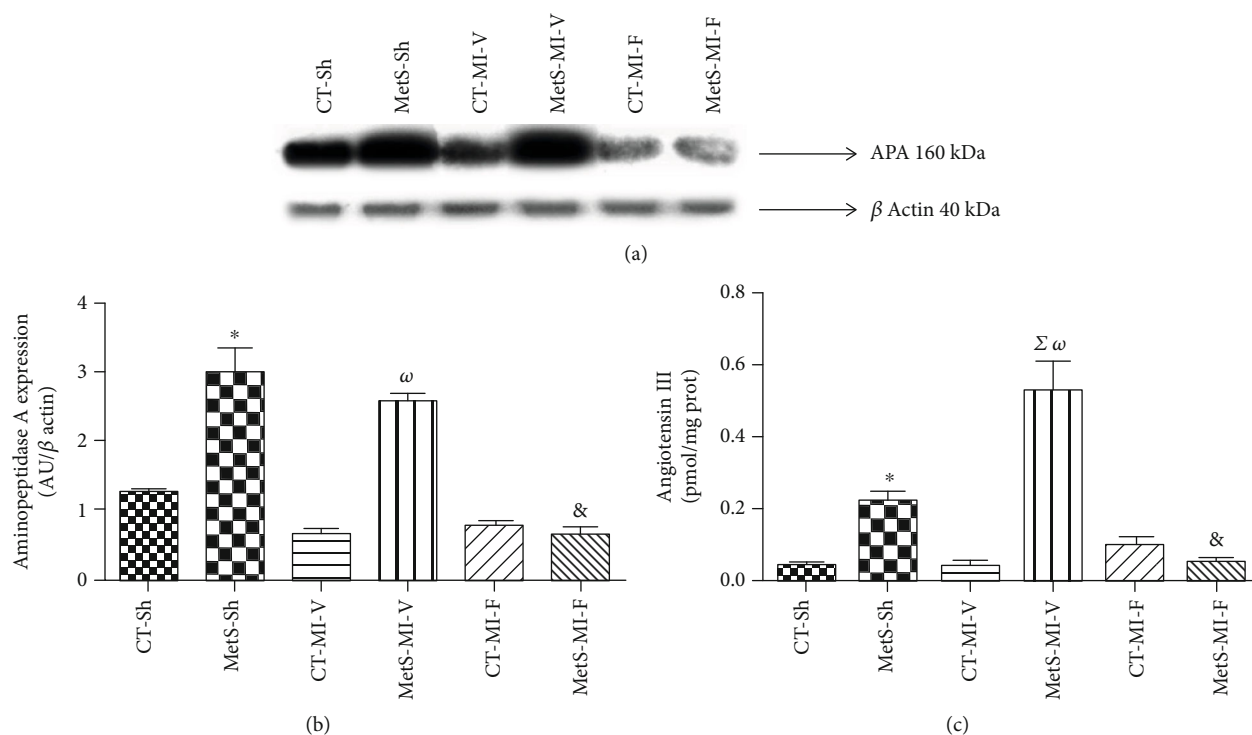 CT-Sh
MetS-Sh
CT-MI-V
MetS-MI-V
CT-MI-F
MetS-MI-F
APA 160 kDa
β Actin 40 kDa
(a)
Aminopeptidase A expression
(AU/β actin)
4
3
2
1
0
*
ω
&
CT-Sh
MetS-Sh
CT-MI-V
MetS-MI-V
CT-MI-F
MetS-MI-F
(b)
Angiotensin III
(pmol/mg prot)
0.8
0.6
0.4
0.2
0.0
*
Σ ω
&
CT-Sh
MetS-Sh
CT-MI-V
MetS-MI-V
CT-MI-F
MetS-MI-F
(c)